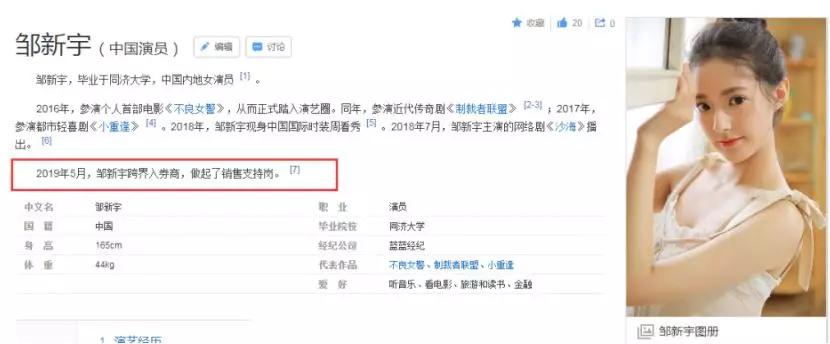 收藏 20 0
邹新宇（中国演员） 编辑 讨论
邹新宇，毕业于同济大学，中国内地女演员 [1] 。
2016年，参演个人首部电影《不良女警》，从而正式踏入演艺圈。同年，参演近代传奇剧《制裁者联盟》 [2-3] ；2017年，
参演都市轻喜剧《小重逢》 [4] 。2018年，邹新宇现身中国国际时装周看秀 [5] 。2018年7月，邹新宇主演的网络剧《沙海》播
出。 [6]
2019年5月，邹新宇跨界入券商，做起了销售支持岗。 [7]
中文名 邹新宇 职 业 演员
国 籍 中国 毕业院校 同济大学
身 高 165cm 经纪公司 蓝蓝经纪
体 重 44kg 代表作品 不良女警、制裁者联盟、小重逢
爱 好 听音乐、看电影、旅游和读书、金融
1 演艺经历
邹新宇图册